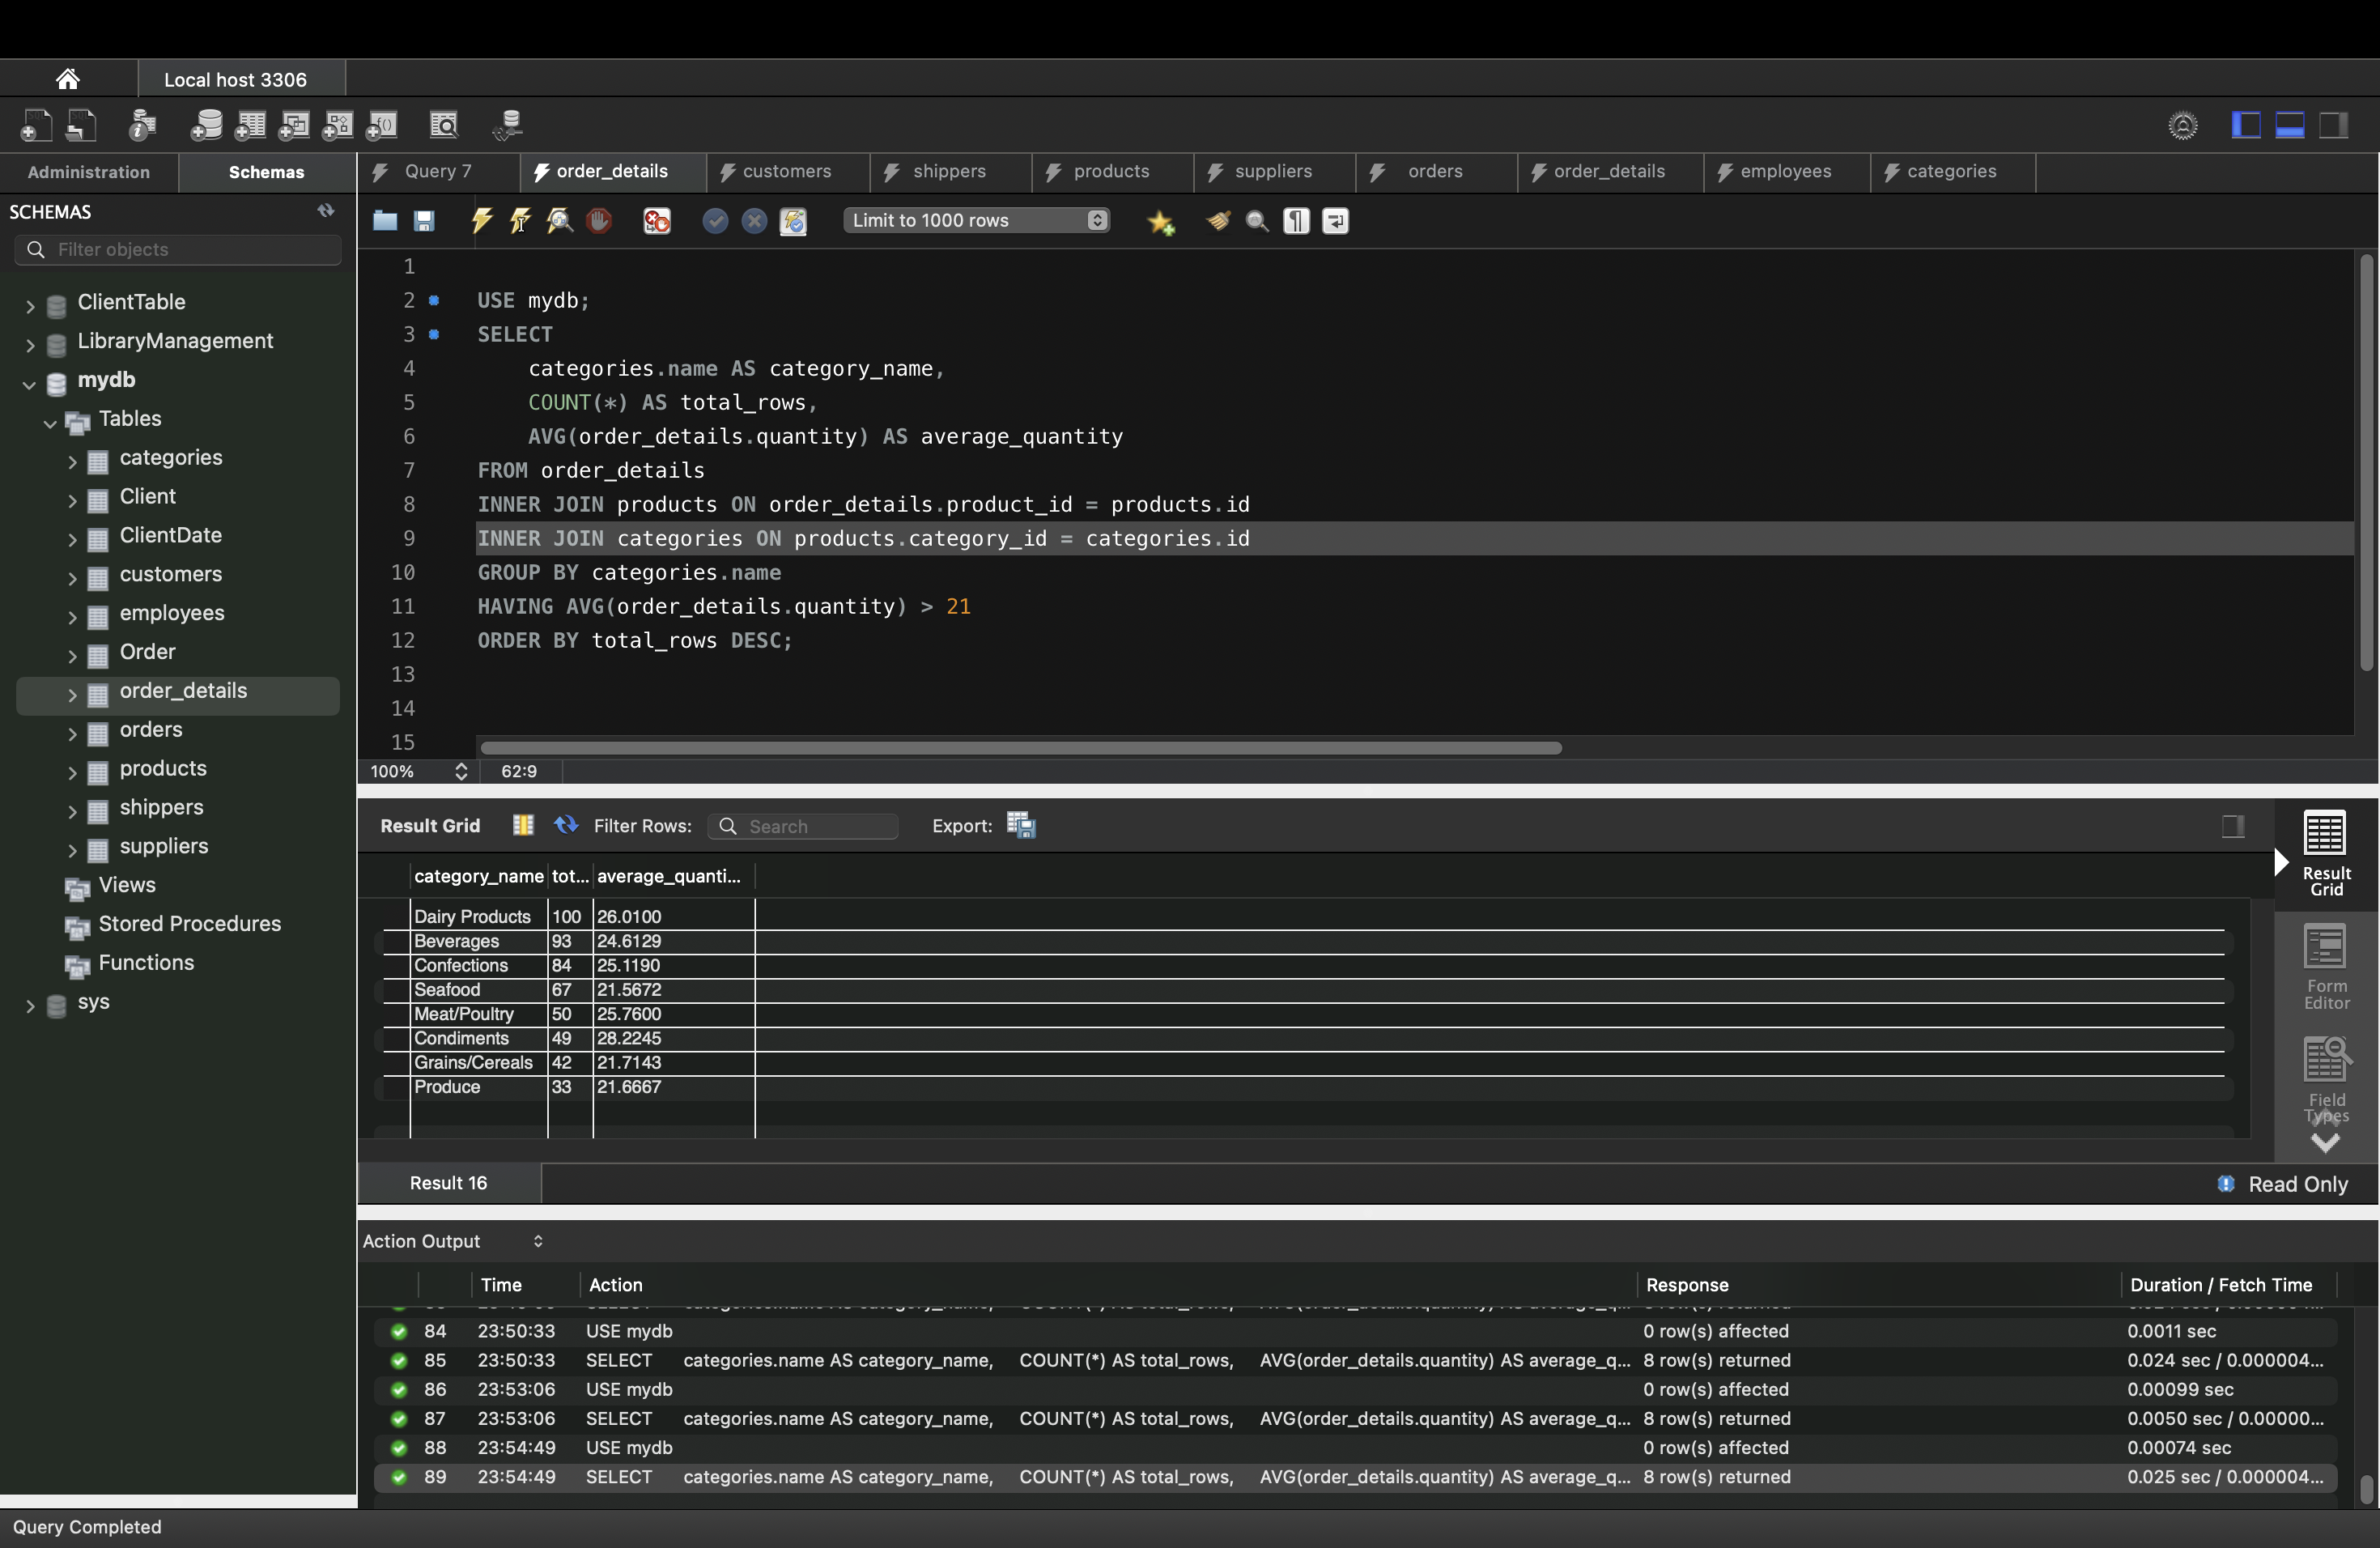 Local host 3306
Administration
Schemas
Query 7
order_details
customers
shippers
products
suppliers
orders
order_details
employees
categories
SCHEMAS
Filter objects
ClientTable
LibraryManagement
mydb
Tables
categories
Client
ClientDate
customers
employees
Order
order_details
orders
products
shippers
suppliers
Views
Stored Procedures
Functions
sys
Limit to 1000 rows
1
2 USE mydb;
3 SELECT
4 categories.name AS category_name,
5 COUNT(*) AS total_rows,
6 AVG(order_details.quantity) AS average_quantity
7 FROM order_details
8 INNER JOIN products ON order_details.product_id = products.id
9 INNER JOIN categories ON products.category_id = categories.id
10 GROUP BY categories.name
11 HAVING AVG(order_details.quantity) > 21
12 ORDER BY total_rows DESC;
13
14
15
100% 62:9
Result Grid Filter Rows: Search Export:
category_name tot... average_quanti...
Dairy Products 100 26.0100
Beverages 93 24.6129
Confections 84 25.1190
Seafood 67 21.5672
Meat/Poultry 50 25.7600
Condiments 49 28.2245
Grains/Cereals 42 21.7143
Produce 33 21.6667
Result
Grid
Form
Editor
Field
Types
Result 16
Read Only
Action Output
Time Action Response Duration / Fetch Time
84 23:50:33 USE mydb 0 row(s) affected 0.0011 sec
85 23:50:33 SELECT categories.name AS category_name, COUNT(*) AS total_rows, AVG(order_details.quantity) AS average_q... 8 row(s) returned 0.024 sec / 0.000004...
86 23:53:06 USE mydb 0 row(s) affected 0.00099 sec
87 23:53:06 SELECT categories.name AS category_name, COUNT(*) AS total_rows, AVG(order_details.quantity) AS average_q... 8 row(s) returned 0.0050 sec / 0.00000...
88 23:54:49 USE mydb 0 row(s) affected 0.00074 sec
89 23:54:49 SELECT categories.name AS category_name, COUNT(*) AS total_rows, AVG(order_details.quantity) AS average_q... 8 row(s) returned 0.025 sec / 0.000004...
Query Completed